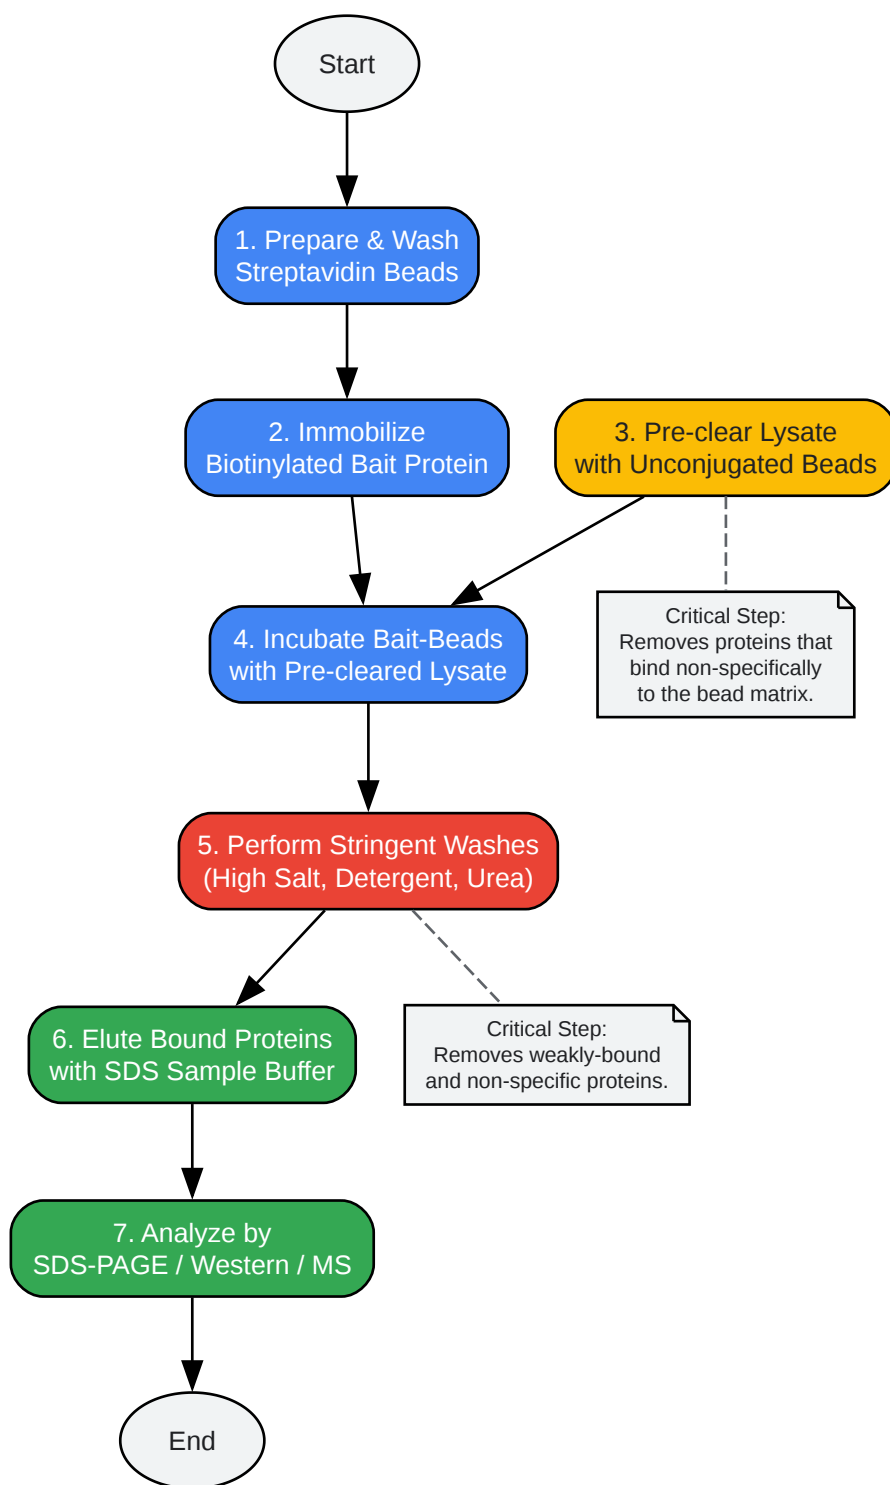 Start
1. Prepare & Wash
Streptavidin Beads
2. Immobilize
Biotinylated Bait Protein
3. Pre-clear Lysate
with Unconjugated Beads
Critical Step:
Removes proteins that
bind non-specifically
to the bead matrix.
4. Incubate Bait-Beads
with Pre-cleared Lysate
5. Perform Stringent Washes
(High Salt, Detergent, Urea)
6. Elute Bound Proteins
with SDS Sample Buffer
Critical Step:
Removes weakly-bound
and non-specific proteins.
7. Analyze by
SDS-PAGE / Western / MS
End